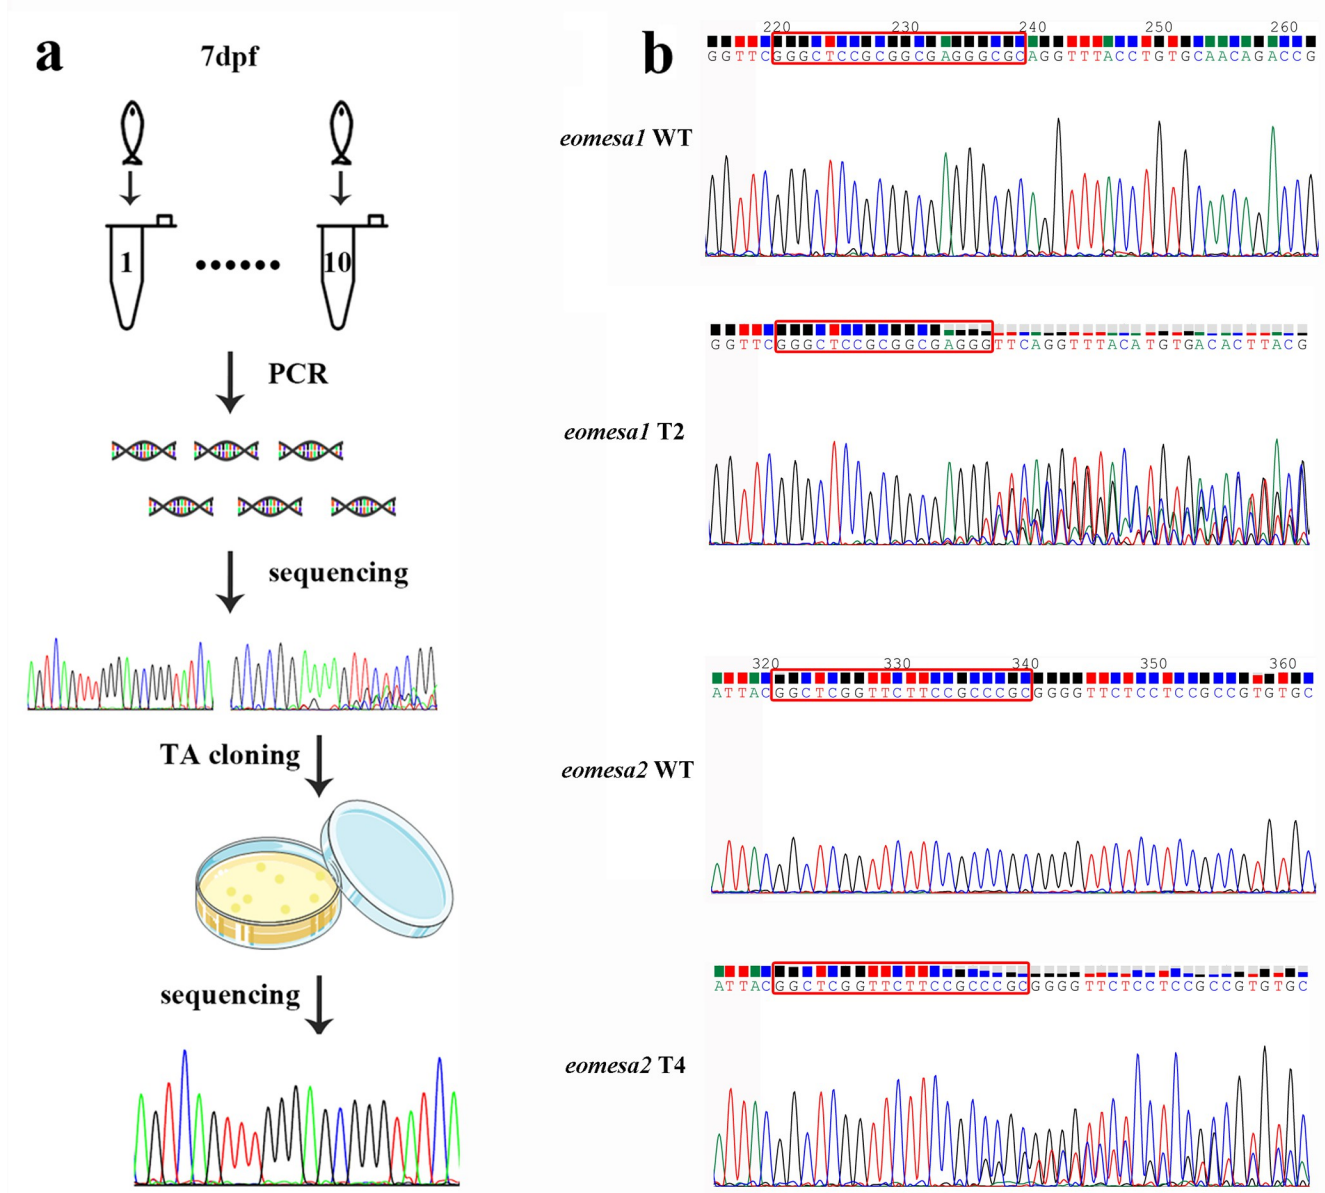 a
7dpf
1
10
PCR
sequencing
TA cloning
sequencing
b
220 230 240 250 260
GGTTCGGGCTCCGCGGCGAGGGCGCAGGTTTACCTGTGCAACAGACCG
eomesa1 WT
GGTTCGGGCTCCGCGGCGAGGGTTCAGGTTTACATGTGACACTTACG
eomesa1 T2
320 330 340 350 360
ATTACGGCTCGGTTCTTCCGCCCGCGGGGTTCTCCTCCGCCGTGTGC
eomesa2 WT
ATTACGGCTCGGTTCTTCCGCCCGCGGGGTTCTCCTCCGCCGTGTGC
eomesa2 T4